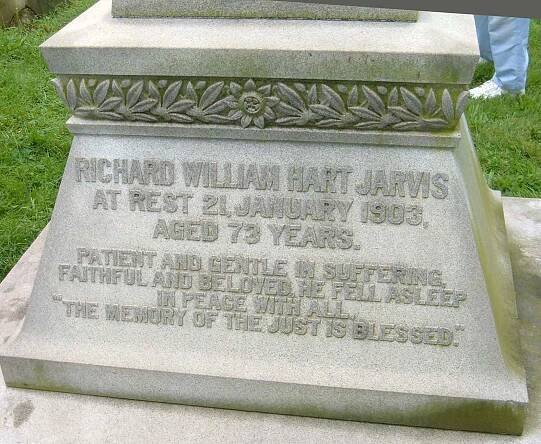 RICHARD WILLIAM HART JARVIS
AT REST 21, JANUARY 1903,
AGED 73 YEARS.
PATIENT AND GENTLE IN SUFFERING,
FAITHFUL AND BELOVED, HE FELL ASLEEP
IN PEACE WITH ALL.
"THE MEMORY OF THE JUST IS BLESSED."